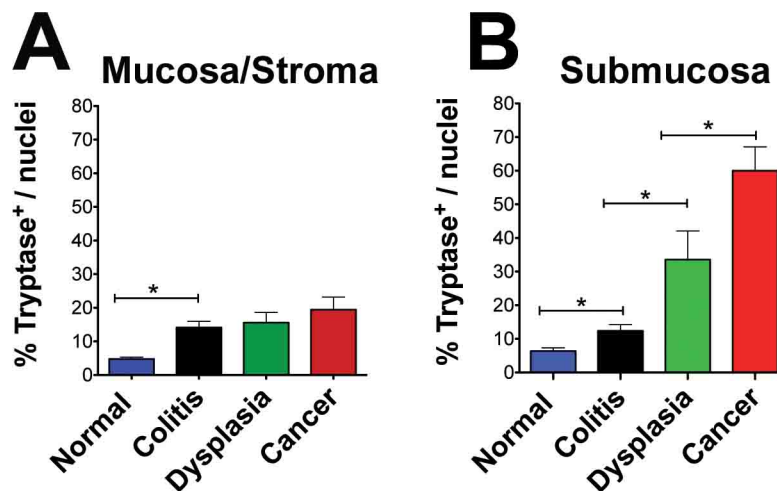 A
Mucosa/Stroma
% Tryptase⁺ / nuclei
80
70
60
50
40
30
20
10
0
*
Normal
Colitis
Dysplasia
Cancer
B
Submucosa
% Tryptase⁺ / nuclei
80
70
60
50
40
30
20
10
0
*
*
*
Normal
Colitis
Dysplasia
Cancer